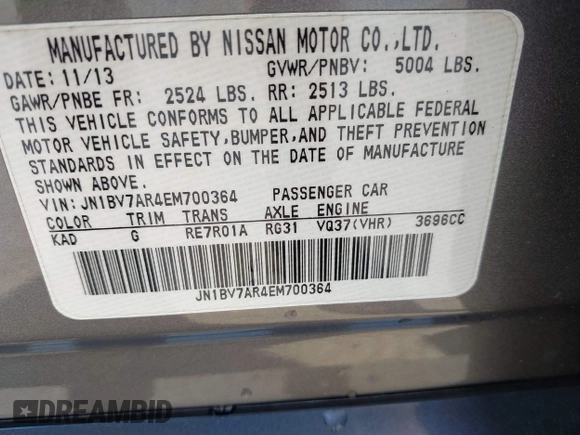 MANUFACTURED BY NISSAN MOTOR CO.,LTD.
DATE: 11/13 GVWR/PNBV: 5004 LBS.
GAWR/PNBE FR: 2524 LBS. RR: 2513 LBS.
THIS VEHICLE CONFORMS TO ALL APPLICABLE FEDERAL
MOTOR VEHICLE SAFETY,BUMPER,AND THEFT PREVENTION
STANDARDS IN EFFECT ON THE DATE OF MANUFACTURE
SHOWN ABOVE.
VIN: JN1BV7AR4EM700364 PASSENGER CAR
COLOR TRIM TRANS AXLE ENGINE
KAD G RE7R01A RG31 VQ37(VHR) 3696CC
JN1BV7AR4EM700364
DREAMBID